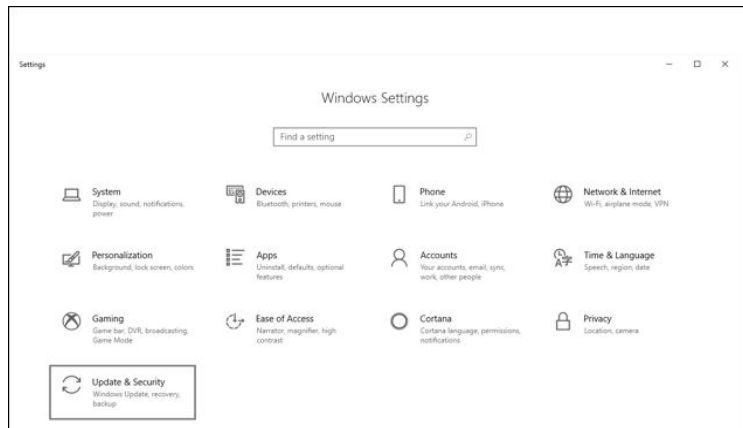 Settings
Windows Settings
Find a setting
System
Display, sound, notifications,
power
Devices
Bluetooth, printers, mouse
Phone
Link your Android, iPhone
Network & Internet
Wi-Fi, airplane mode, VPN
Personalization
Background, lock screen, colors
Apps
Uninstall, defaults, optional
features
Accounts
Your accounts, email, sync,
work, other people
Time & Language
Speech, region, date
Gaming
Game bar, DVR, broadcasting,
Game Mode
Ease of Access
Narrator, magnifier, high
contrast
Cortana
Cortana language, permissions,
notifications
Privacy
Location, camera
Update & Security
Windows Update, recovery,
backup